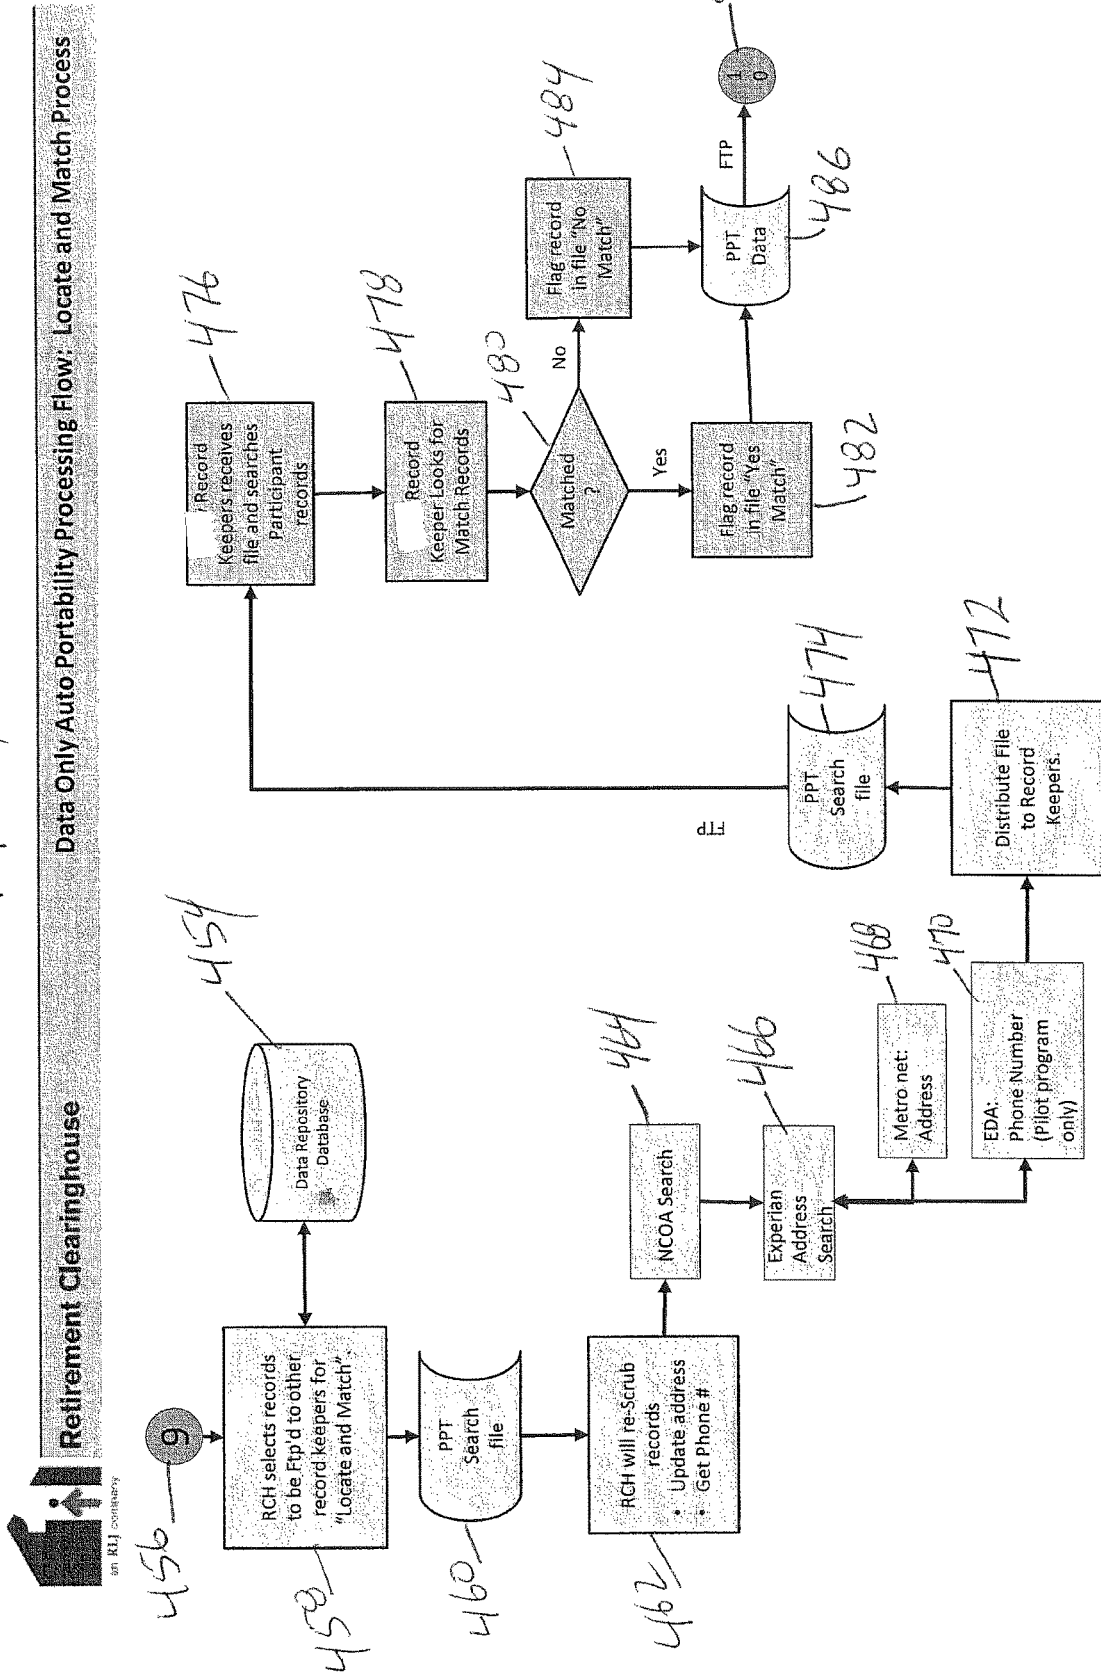 Retirement Clearinghouse
an RLJ company
Data Only Auto Portability Processing Flow: Locate and Match Process
456
9
458
RCH selects records
to be Ftp'd to other
record keepers for
"Locate and Match".
454
Data Repository
Database
460
PPT
Search
file
462
RCH will re-Scrub
records
• Update address
• Get Phone #
464
NCOA Search
466
Experian
Address
Search
468
Metro net:
Address
470
EDA:
Phone Number
(Pilot program
only)
472
Distribute File
to Record
Keepers.
474
PPT
Search
file
FTP
476
Record
Keepers receives
file and searches
Participant
records
478
Record
Keeper Looks for
Match Records
480
Matched
?
No
Yes
482
Flag record
in file "Yes
Match"
484
Flag record
in file "No
Match"
486
PPT
Data
FTP
1
0